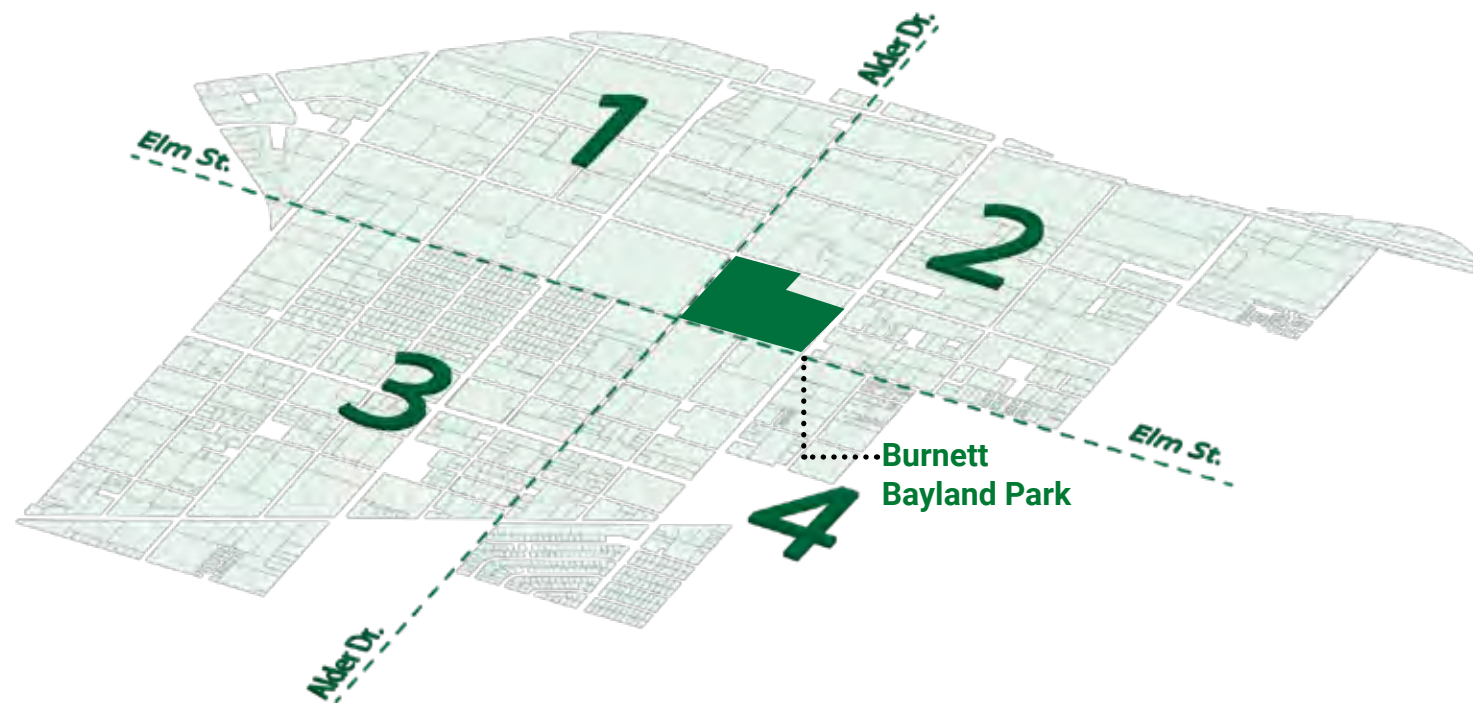 Alder Dr.
1
Elm St.
2
3
Elm St.
Burnett
Bayland Park
4
Alder Dr.